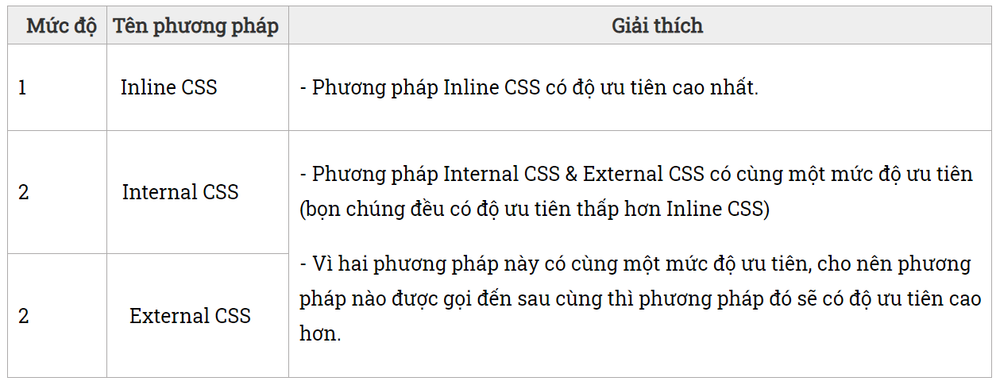 Mức độ Tên phương pháp Giải thích
1 Inline CSS - Phương pháp Inline CSS có độ ưu tiên cao nhất.
2 Internal CSS
- Phương pháp Internal CSS & External CSS có cùng một mức độ ưu tiên
(bọn chúng đều có độ ưu tiên thấp hơn Inline CSS)
- Vì hai phương pháp này có cùng một mức độ ưu tiên, cho nên phương
pháp nào được gọi đến sau cùng thì phương pháp đó sẽ có độ ưu tiên cao
hơn.
2 External CSS